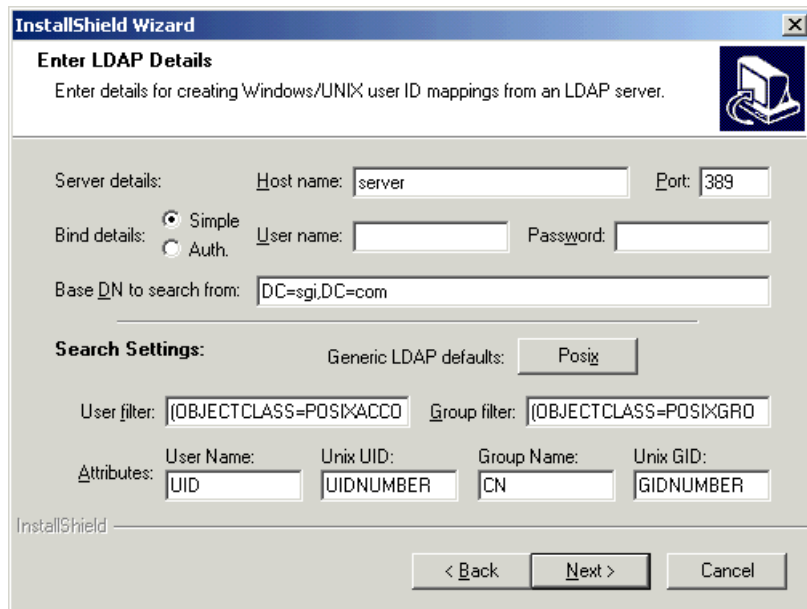 InstallShield Wizard
Enter LDAP Details
Enter details for creating Windows/UNIX user ID mappings from an LDAP server.
Server details: Host name: server Port: 389
Simple
Bind details: User name: Password:
Auth.
Base DN to search from: DC=sgi,DC=com
Search Settings: Generic LDAP defaults: Posix
User filter: (OBJECTCLASS=POSIXACCO Group filter: (OBJECTCLASS=POSIXGRO
User Name: Unix UID: Group Name: Unix GID:
Attributes: UID UIDNUMBER CN GIDNUMBER
InstallShield
< Back Next > Cancel